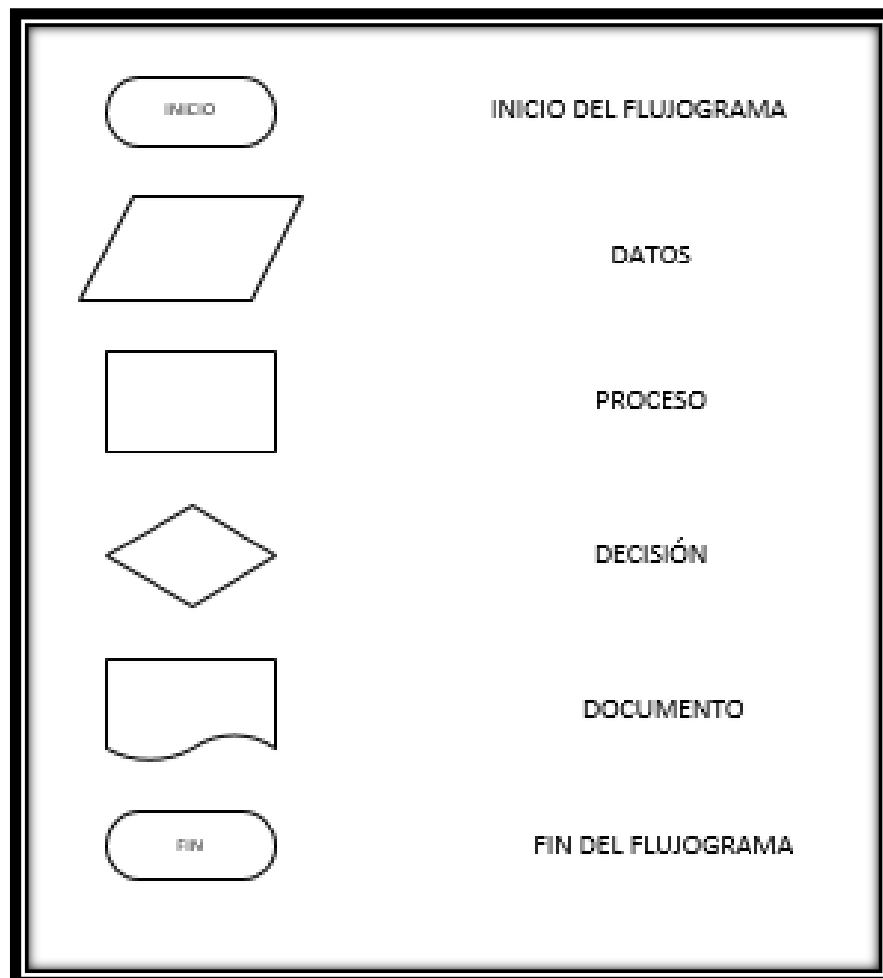 INICIO
INICIO DEL FLUJOGRAMA
DATOS
PROCESO
DECISIÓN
DOCUMENTO
FIN
FIN DEL FLUJOGRAMA